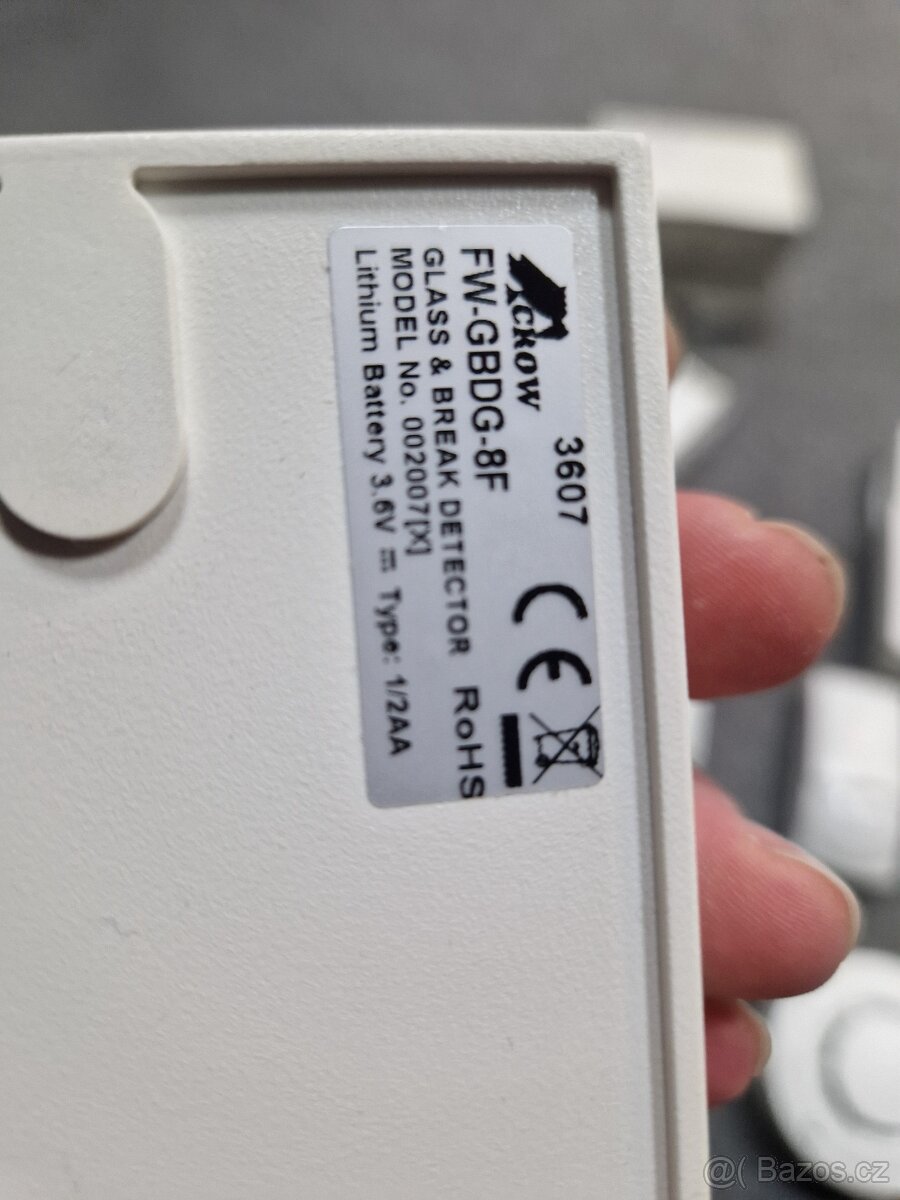 crow
3607
FW-GBDG-8F
GLASS & BREAK DETECTOR
MODEL No. 002007[X]
Lithium Battery 3.6V Type: 1/2AA
RoHS
CE
@( Bazos.cz